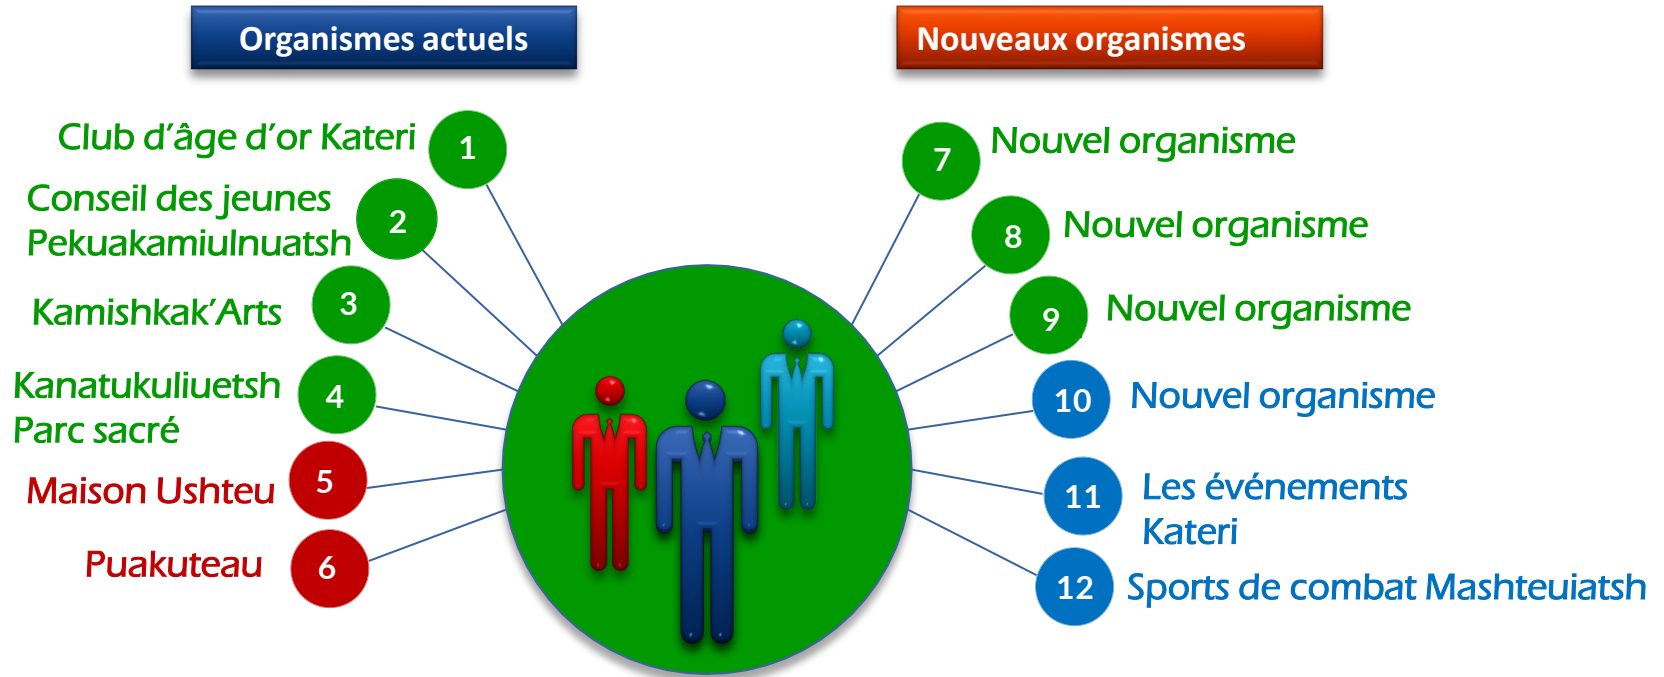 Organismes actuels
Nouveaux organismes
Club d'âge d'or Kateri
1
Conseil des jeunes
Pekuakamiulnuatsh
2
Kamishkak'Arts
3
Kanatukuliuetsh
Parc sacré
4
Maison Ushteu
5
Puakuteau
6
7
Nouvel organisme
8
Nouvel organisme
9
Nouvel organisme
10
Nouvel organisme
11
Les événements
Kateri
12
Sports de combat Mashteuiatsh